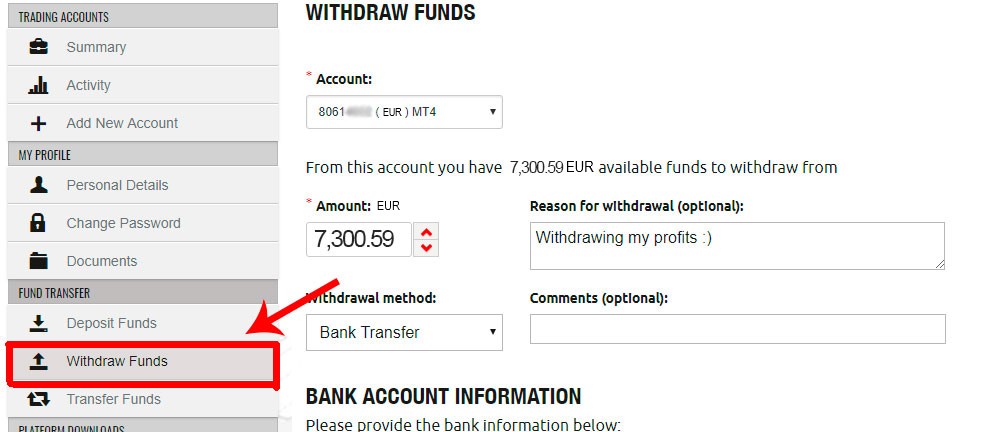 TRADING ACCOUNTS
Summary
Activity
Add New Account
MY PROFILE
Personal Details
Change Password
Documents
FUND TRANSFER
Deposit Funds
Withdraw Funds
Transfer Funds
PLATFORM DOWNLOADS
WITHDRAW FUNDS
* Account:
8061 ( EUR ) MT4
From this account you have 7,300.59 EUR available funds to withdraw from
* Amount: EUR
7,300.59
Reason for withdrawal (optional):
Withdrawing my profits :)
Withdrawal method:
Bank Transfer
Comments (optional):
BANK ACCOUNT INFORMATION
Please provide the bank information below: